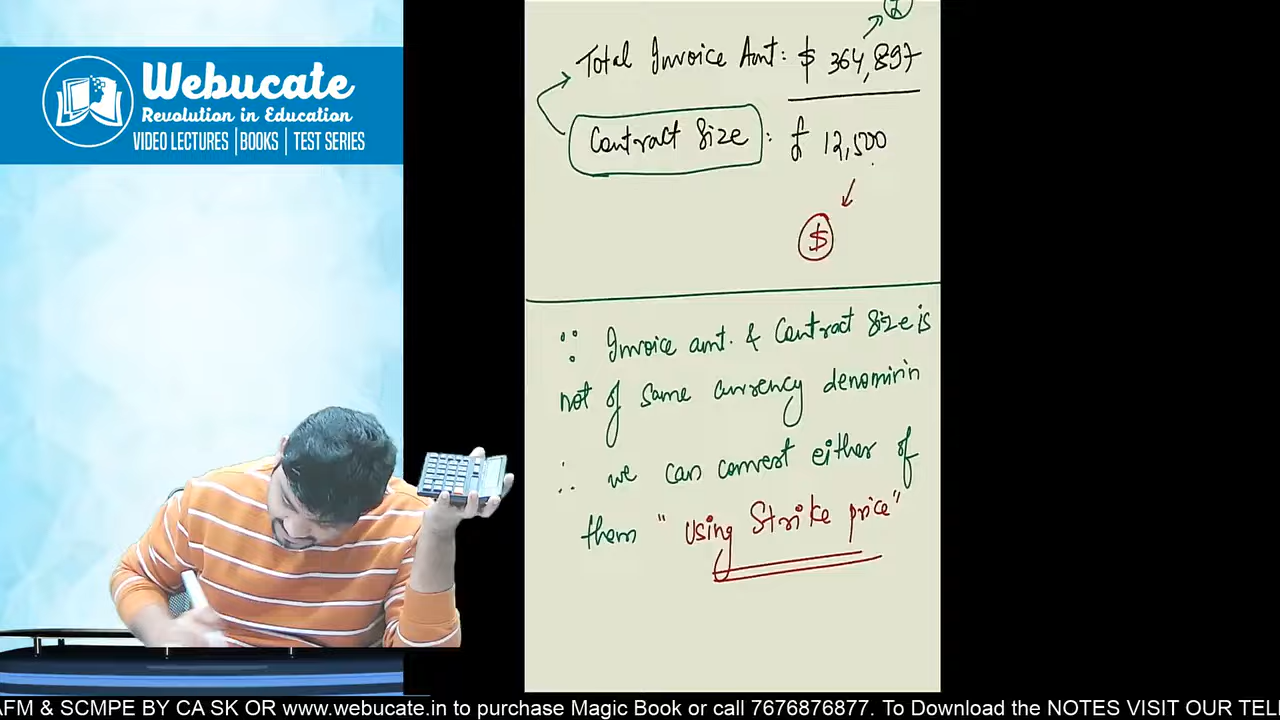 Webucate
Revolution in Education
VIDEO LECTURES | BOOKS | TEST SERIES
£
Total Invoice Amt: $ 364,897
Contract Size : £ 12,500
$
∵ Invoice amt. & Contract Size is
not of same currency denomin'n
∴ we can convert either of
them "Using Strike price"
AFM & SCMPE BY CA SK OR www.webucate.in to purchase Magic Book or call 7676876877. To Download the NOTES VISIT OUR TEL